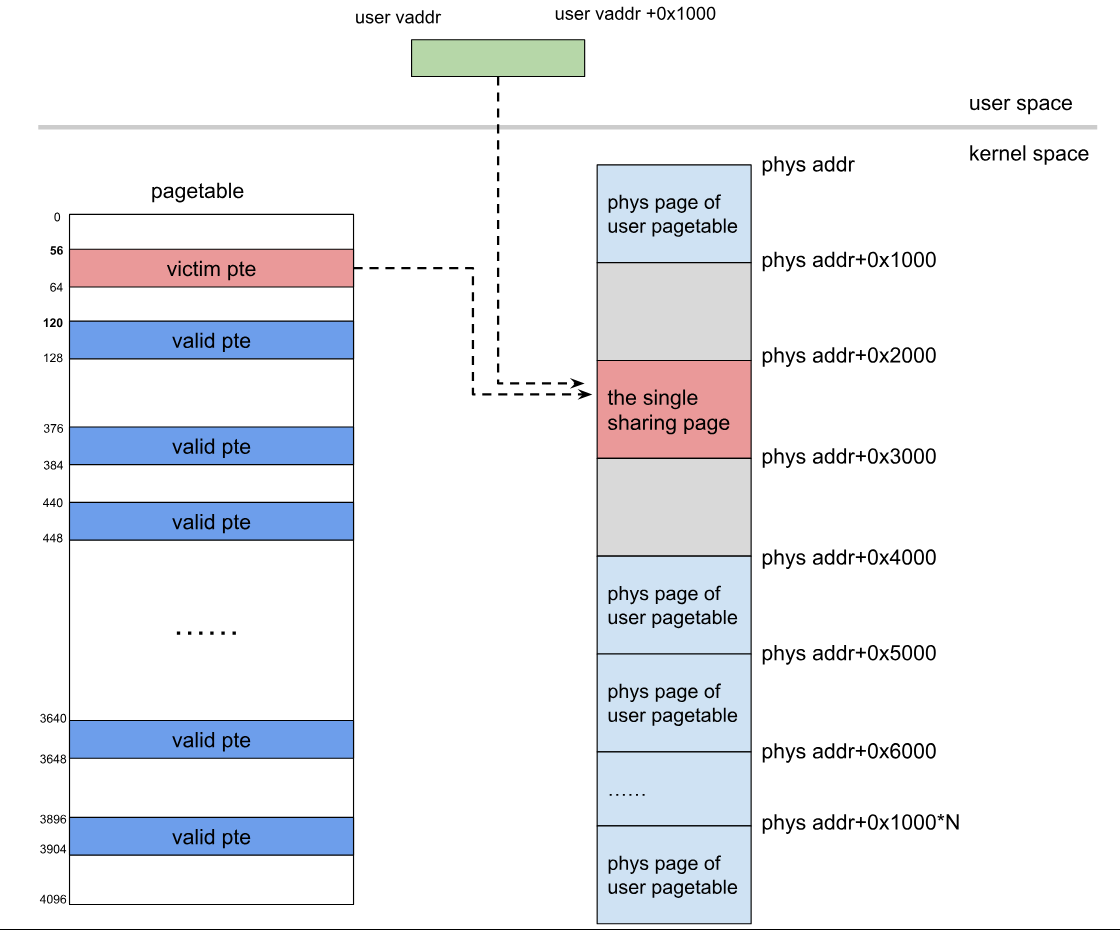 user vaddr
user vaddr +0x1000
user space
kernel space
pagetable
0
56
victim pte
64
120
valid pte
128
376
valid pte
384
440
valid pte
448
......
3640
valid pte
3648
3896
valid pte
3904
4096
phys addr
phys page of
user pagetable
phys addr+0x1000
phys addr+0x2000
the single
sharing page
phys addr+0x3000
phys addr+0x4000
phys page of
user pagetable
phys addr+0x5000
phys page of
user pagetable
phys addr+0x6000
......
phys addr+0x1000*N
phys page of
user pagetable